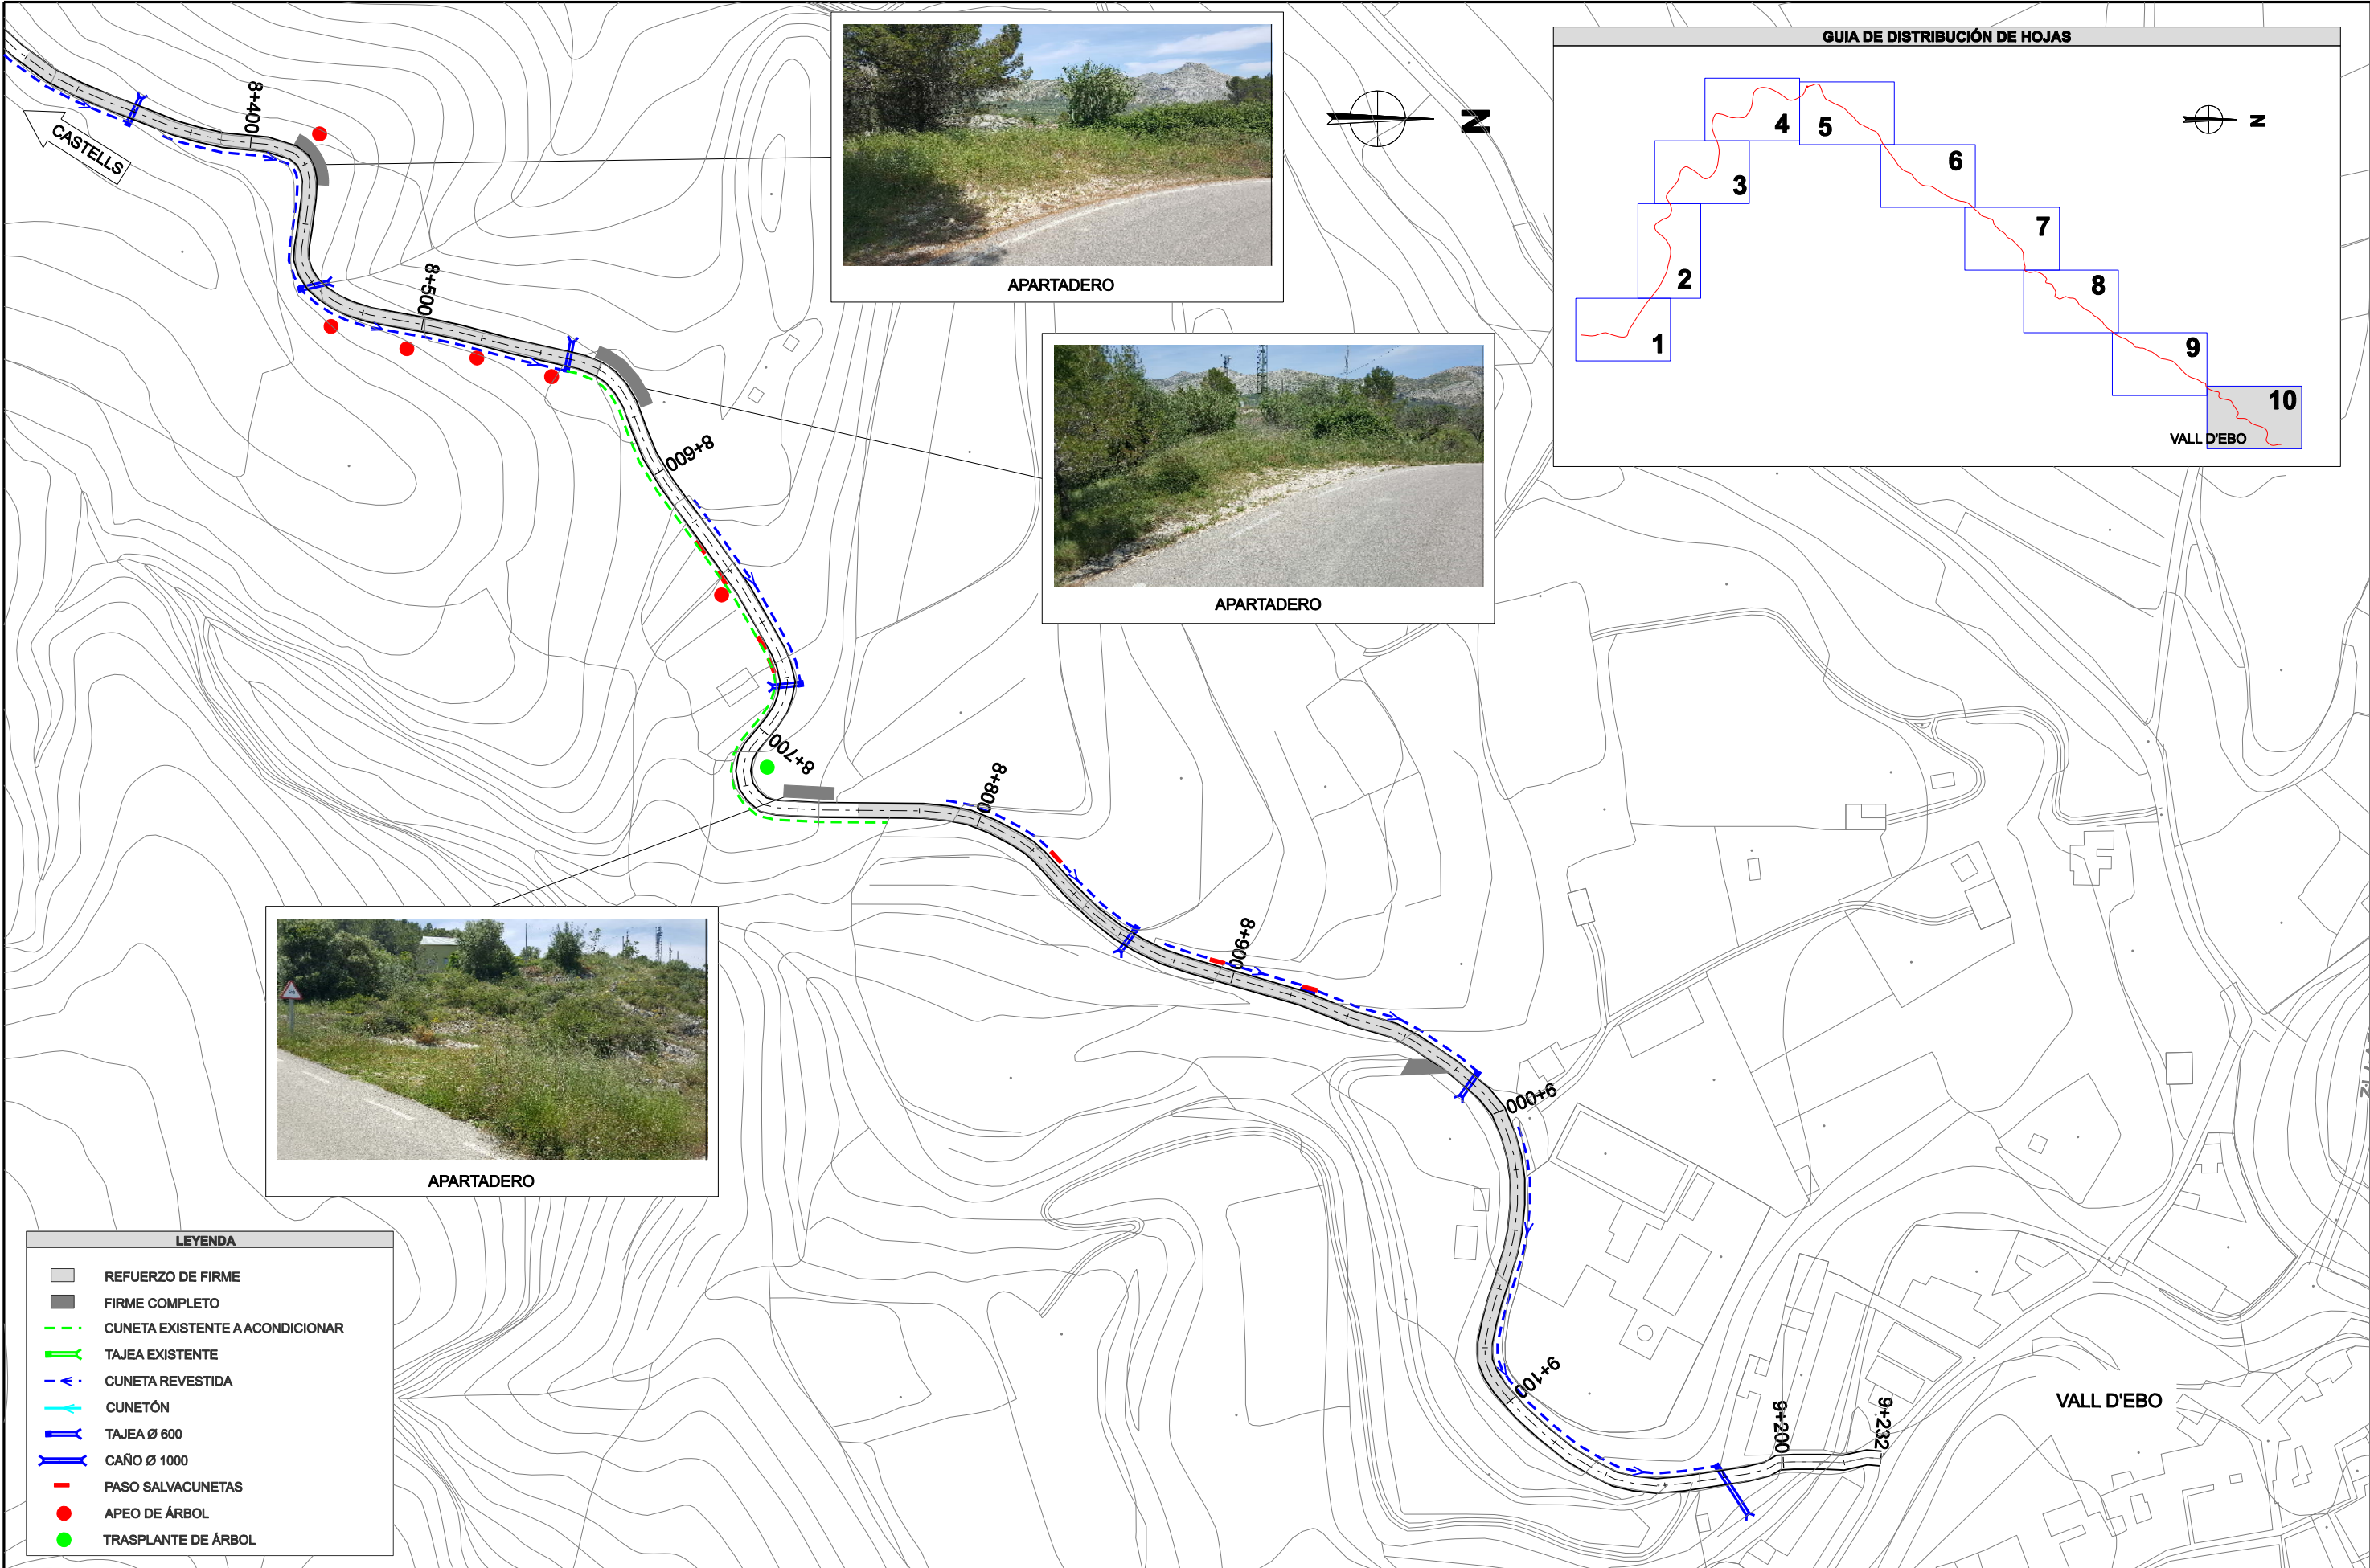 GUIA DE DISTRIBUCIÓN DE HOJAS
4
5
N
6
3
7
2
8
1
9
10
VALL D'EBO
N
CASTELLS
8+400
8+500
8+600
8+700
8+800
8+900
9+000
9+100
9+200
9+232
APARTADERO
APARTADERO
APARTADERO
VALL D'EBO
LEYENDA
REFUERZO DE FIRME
FIRME COMPLETO
CUNETA EXISTENTE A ACONDICIONAR
TAJEA EXISTENTE
CUNETA REVESTIDA
CUNETÓN
TAJEA Ø 600
CAÑO Ø 1000
PASO SALVACUNETAS
APEO DE ÁRBOL
TRASPLANTE DE ÁRBOL